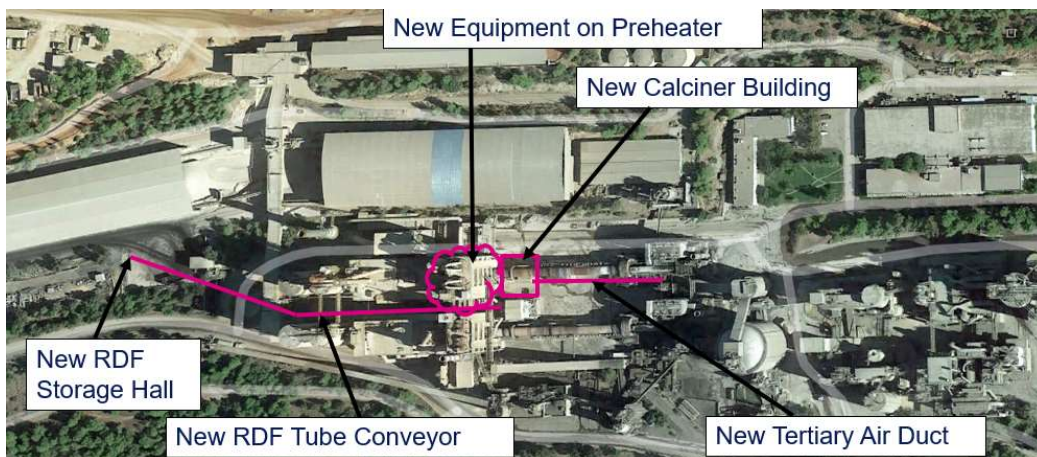 New Equipment on Preheater
New Calciner Building
New RDF
Storage Hall
New RDF Tube Conveyor
New Tertiary Air Duct